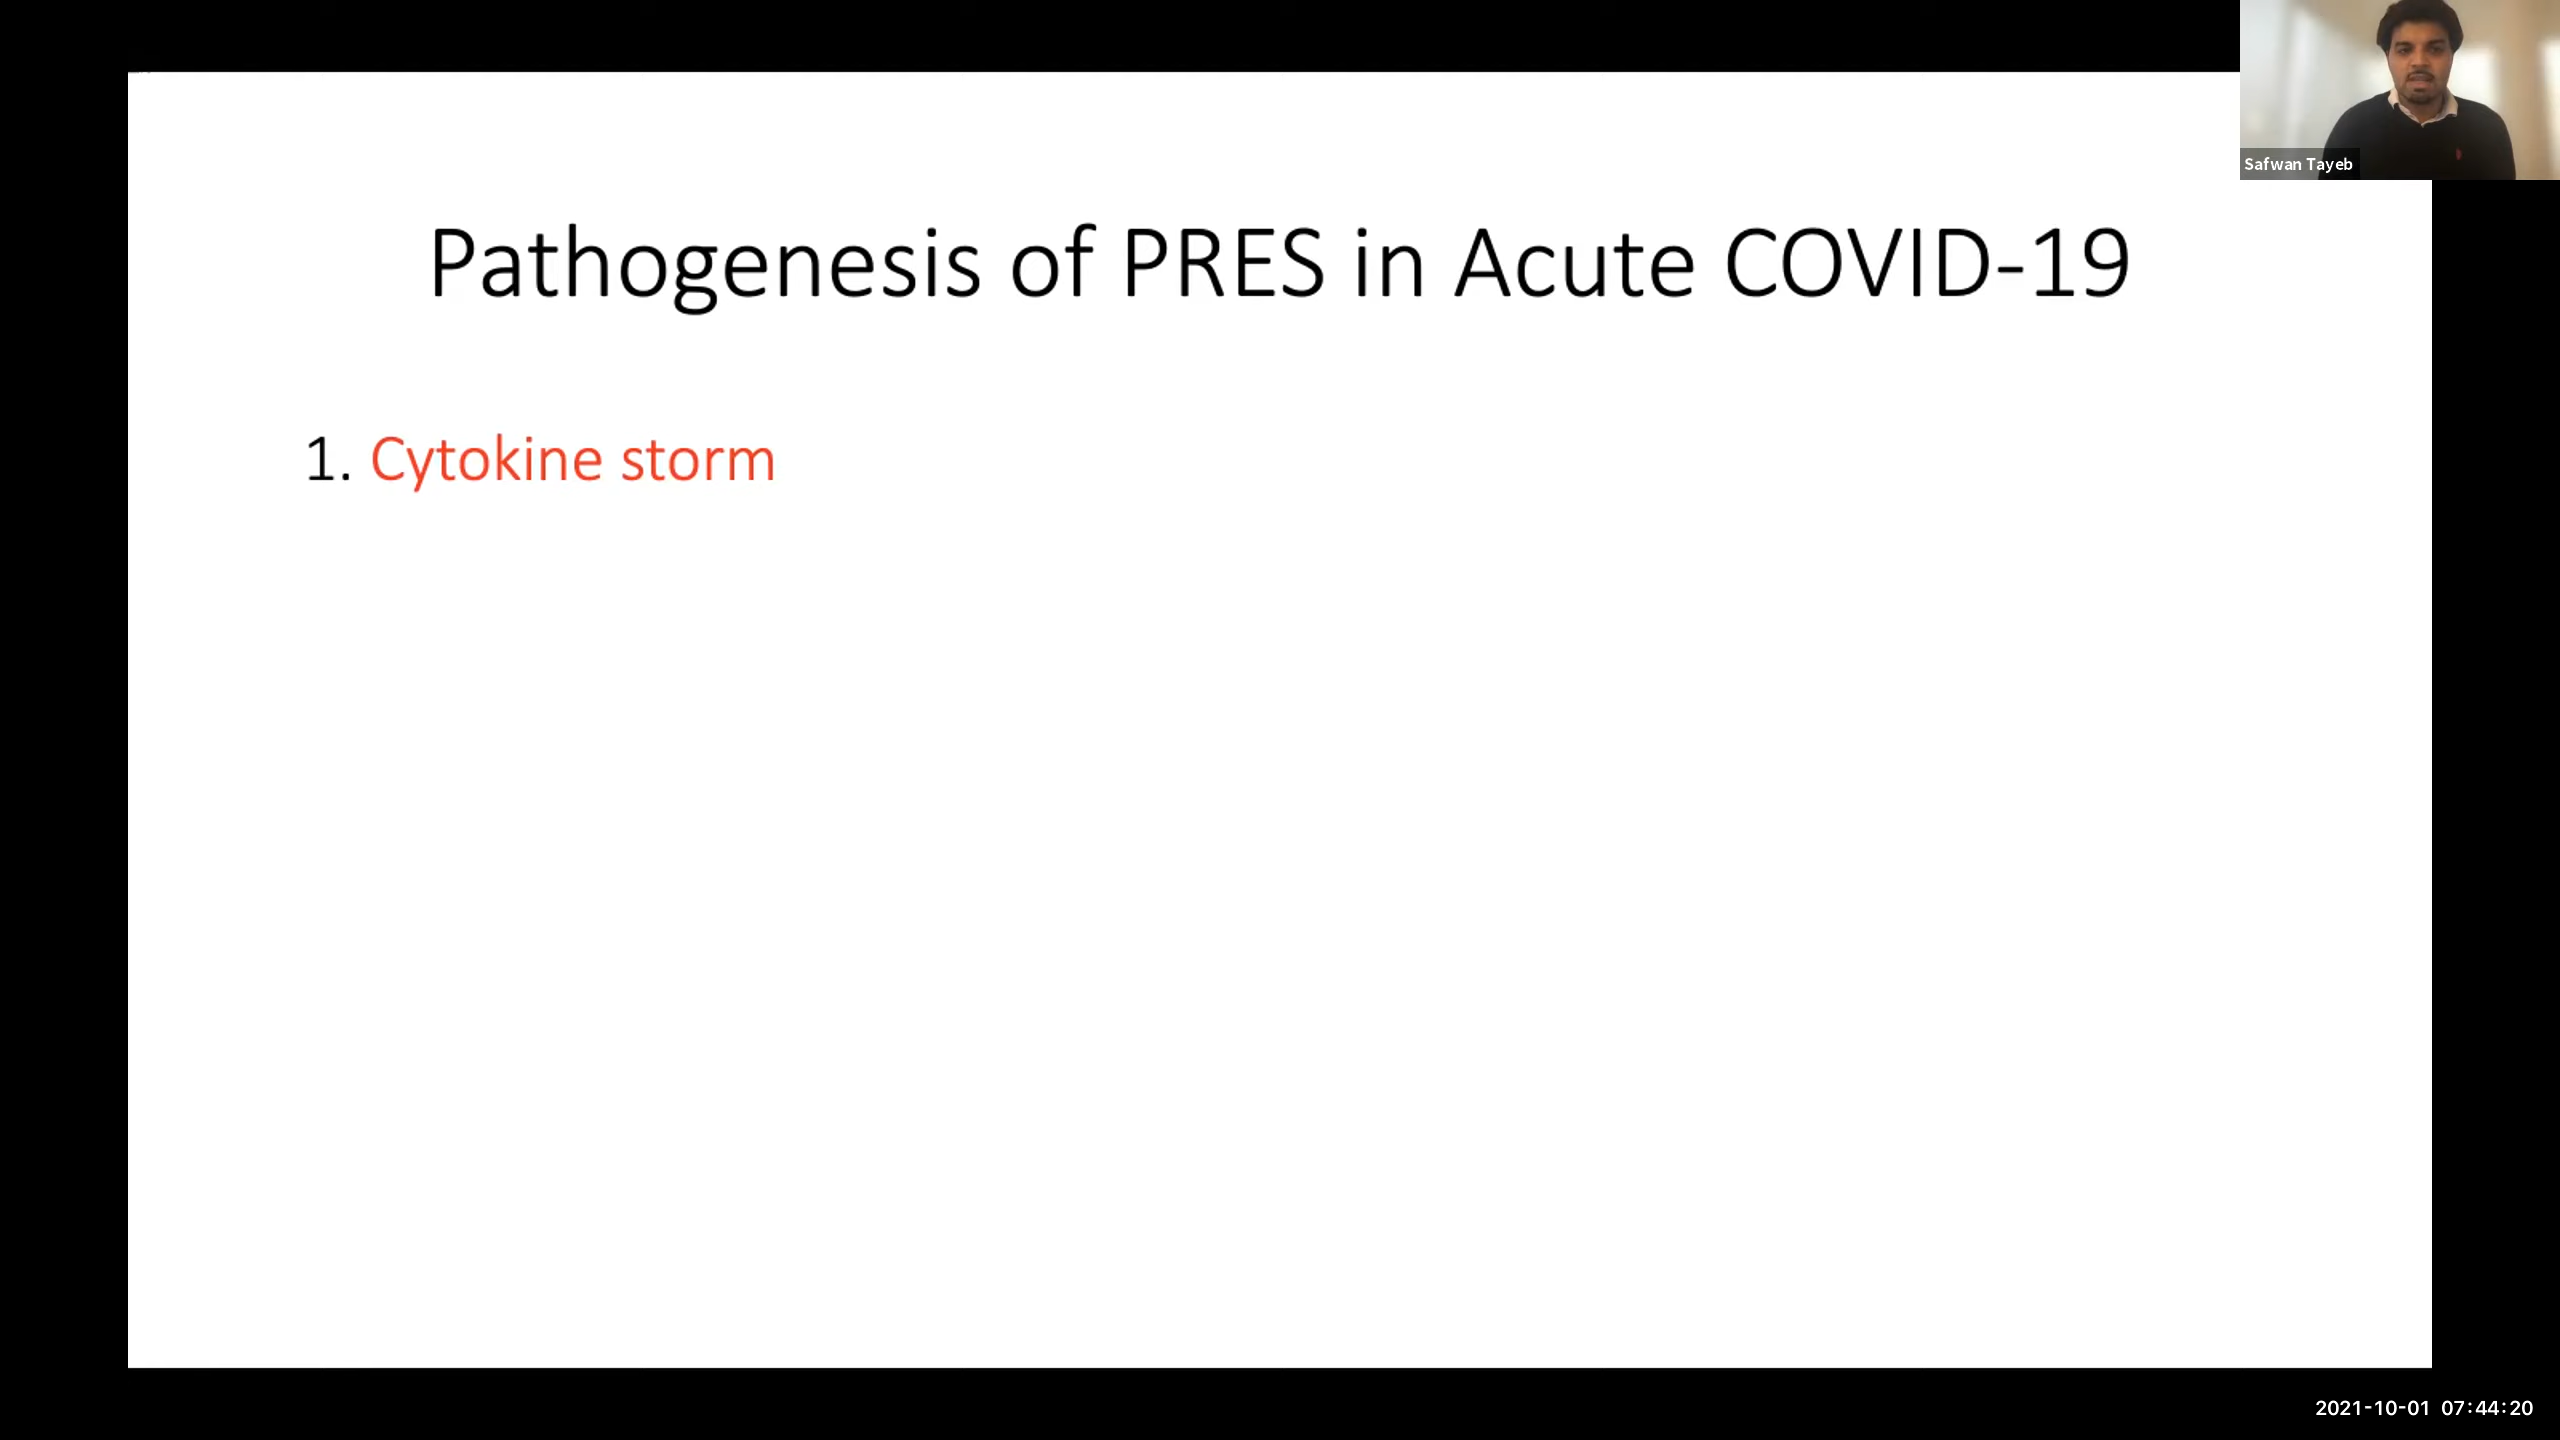 Safwan Tayeb
Pathogenesis of PRES in Acute COVID-19
1. Cytokine storm
2021-10-01 07:44:20